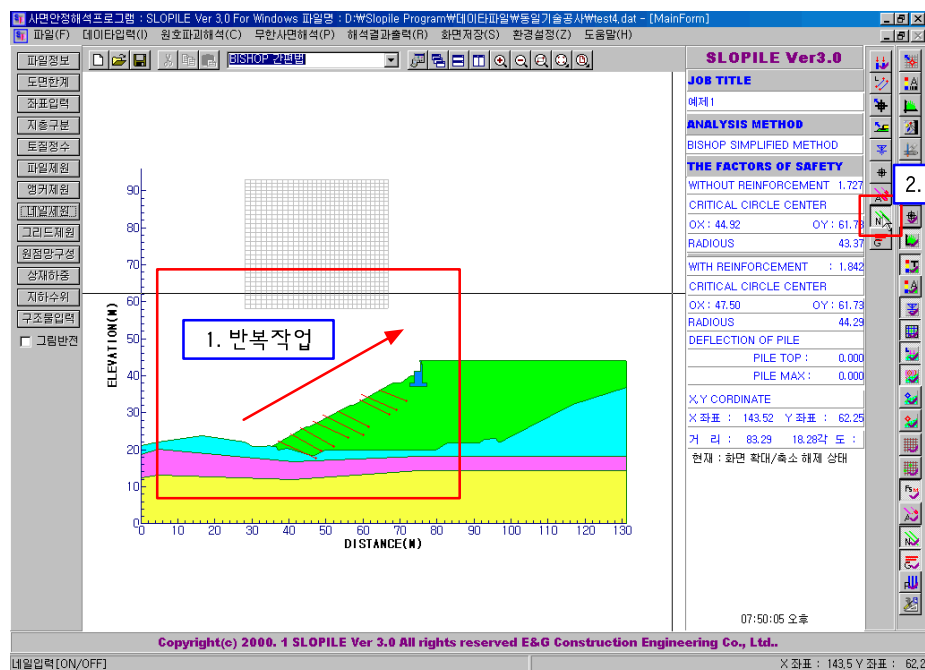 사면안정해석프로그램 : SLOPILE Ver 3.0 For Windows 파일명 : D:₩Slopile Program₩데이타파일₩동일기술공사₩test4.dat - [MainForm]
파일(F) 데이타입력(I) 원호파괴해석(C) 무한사면해석(P) 해석결과출력(R) 화면저장(S) 환경설정(Z) 도움말(H)
BISHOP 간편법
파일정보
도면한계
좌표입력
지층구분
토질정수
파일제원
앵커제원
네일제원
그리드제원
원점망구성
상재하중
지하수위
구조물입력
그림반전
ELEVATION(M)
90
80
70
60
50
40
30
20
10
0
0 10 20 30 40 50 60 70 80 90 100 110 120 130
DISTANCE(M)
1. 반복작업
2.
SLOPILE Ver3.0
JOB TITLE
예제1
ANALYSIS METHOD
BISHOP SIMPLIFIED METHOD
THE FACTORS OF SAFETY
WITHOUT REINFORCEMENT 1.727
CRITICAL CIRCLE CENTER
OX : 44.92 OY : 61.73
RADIOUS 43.37
WITH REINFORCEMENT : 1.842
CRITICAL CIRCLE CENTER
OX : 47.50 OY : 61.73
RADIOUS 44.29
DEFLECTION OF PILE
PILE TOP : 0.000
PILE MAX : 0.000
X,Y CORDINATE
X 좌표 : 143.52 Y 좌표 : 62.25
거 리 : 83.29 18.28각 도 :
현재 : 화면 확대/축소 해제 상태
07:50:05 오후
Copyright(c) 2000. 1 SLOPILE Ver 3.0 All rights reserved E&G Construction Engineering Co., Ltd..
네일입력[ON/OFF]
X 좌표 : 143.5 Y 좌표 : 62.2